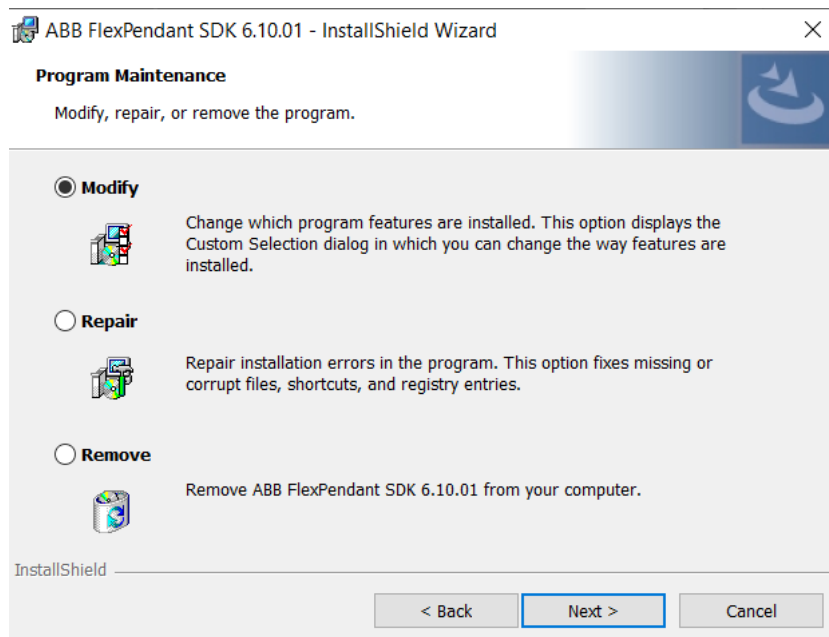 ABB FlexPendant SDK 6.10.01 - InstallShield Wizard
Program Maintenance
Modify, repair, or remove the program.
Modify
Change which program features are installed. This option displays the
Custom Selection dialog in which you can change the way features are
installed.
Repair
Repair installation errors in the program. This option fixes missing or
corrupt files, shortcuts, and registry entries.
Remove
Remove ABB FlexPendant SDK 6.10.01 from your computer.
InstallShield
< Back Next > Cancel